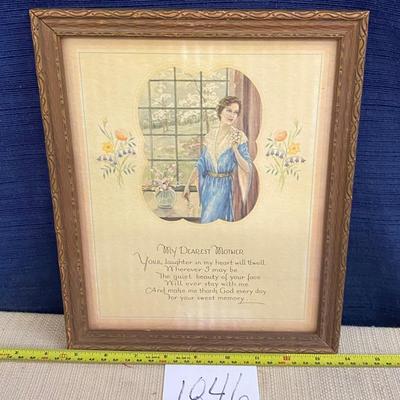 My Dearest Mother
Your laughter in my heart will dwell
Wherever I may be
The quiet beauty of your face
Will ever stay with me
And make me thank God every day
for your sweet memory
1046